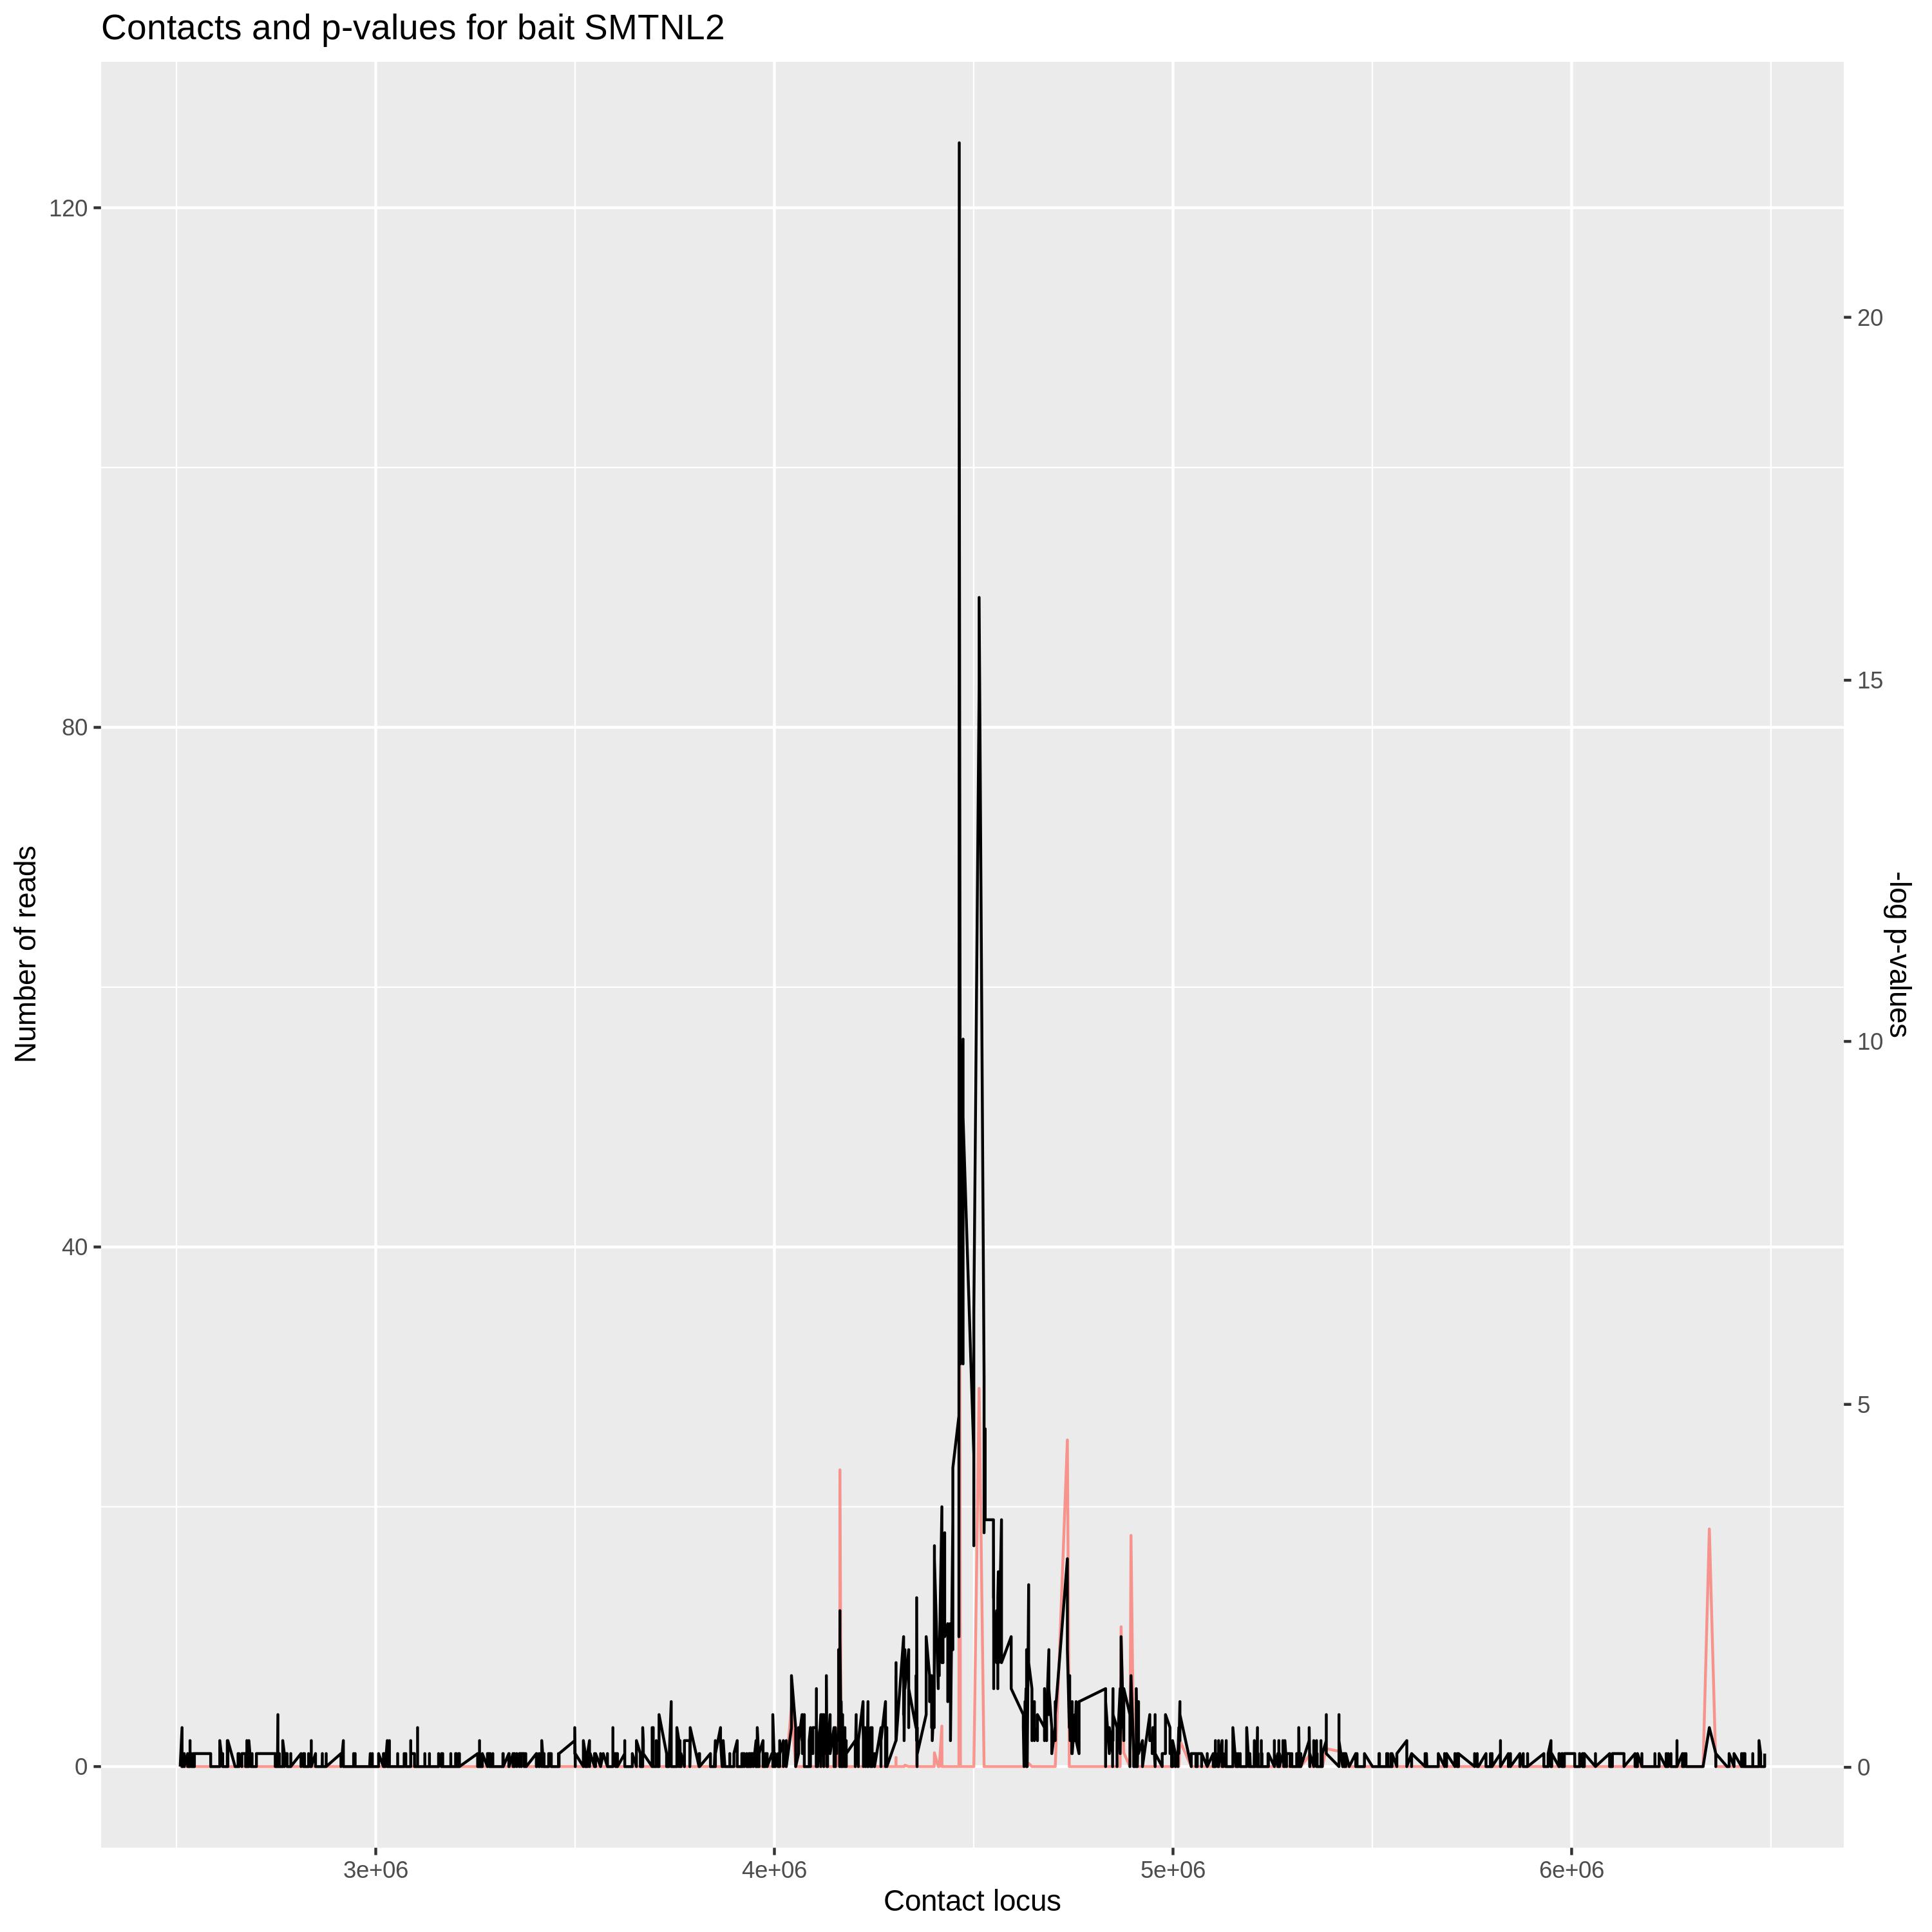 Contacts and p-values for bait SMTNL2
120
80
40
0
Number of reads
20
15
10
5
0
-log p-values
3e+06
4e+06
5e+06
6e+06
Contact locus